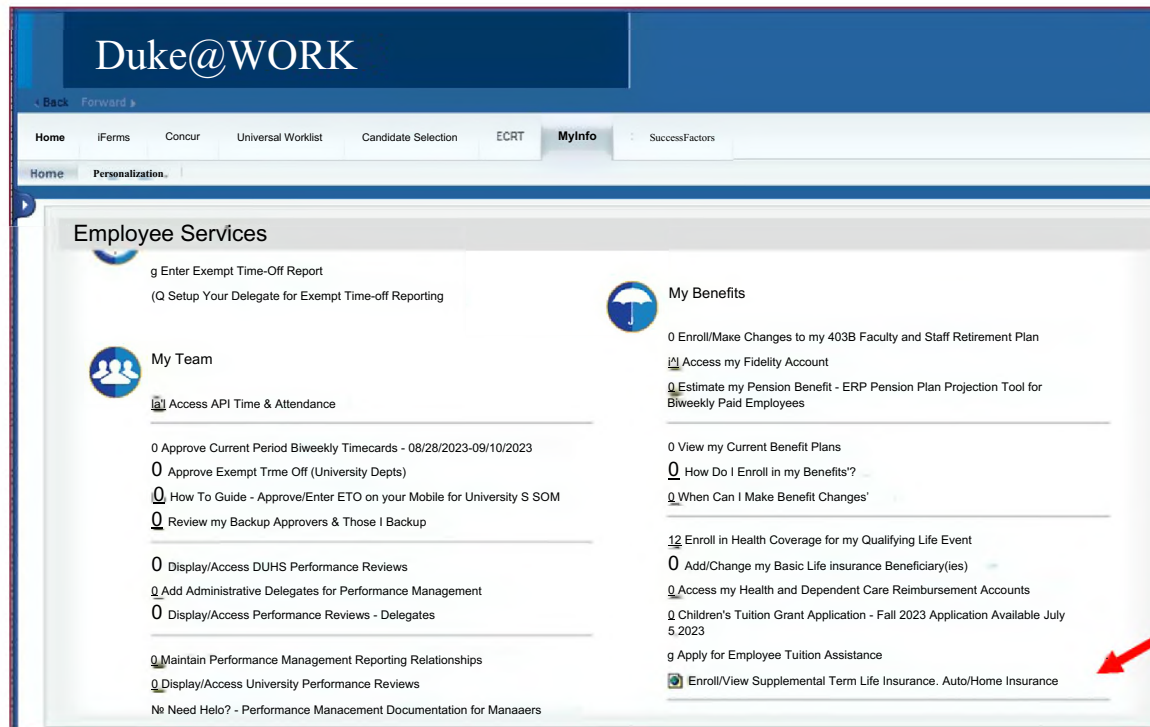 Duke@WORK
Back Forward
Home iFerms Concur Universal Worklist Candidate Selection ECRT MyInfo : SuccessFactors
Home Personalization
Employee Services
g Enter Exempt Time-Off Report
(Q Setup Your Delegate for Exempt Time-off Reporting
My Team
la'l Access API Time & Attendance
0 Approve Current Period Biweekly Timecards - 08/28/2023-09/10/2023
0 Approve Exempt Trme Off (University Depts)
0 How To Guide - Approve/Enter ETO on your Mobile for University S SOM
0 Review my Backup Approvers & Those I Backup
0 Display/Access DUHS Performance Reviews
0 Add Administrative Delegates for Performance Management
0 Display/Access Performance Reviews - Delegates
0 Maintain Performance Management Reporting Relationships
0 Display/Access University Performance Reviews
№ Need Helo? - Performance Manacement Documentation for Manaaers
My Benefits
0 Enroll/Maxe Changes to my 403B Faculty and Staff Retirement Plan
i^l Access my Fidelity Account
0 Estimate my Pension Benefit - ERP Pension Plan Projection Tool for
Biweekly Paid Employees
0 View my Current Benefit Plans
0 How Do I Enroll in my Benefits'?
0 When Can I Make Benefit Changes'
12 Enroll in Health Coverage for my Qualifying Life Event
0 Add/Change my Basic Life insurance Beneficiary(ies)
0 Access my Health and Dependent Care Reimbursement Accounts
0 Children's Tuition Grant Application - Fall 2023 Application Available July
5 2023
g Apply for Employee Tuition Assistance
Enroll/View Supplemental Term Life Insurance. Auto/Home Insurance